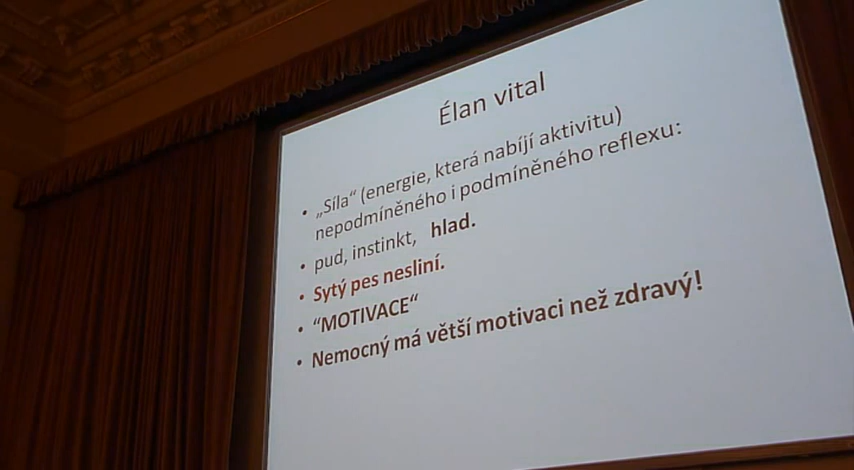 Élan vital
• „Síla“ (energie, která nabíjí aktivitu)
nepodmíněného i podmíněného reflexu:
• pud, instinkt, hlad.
• Sytý pes nesliní.
• “MOTIVACE“
• Nemocný má větší motivaci než zdravý!